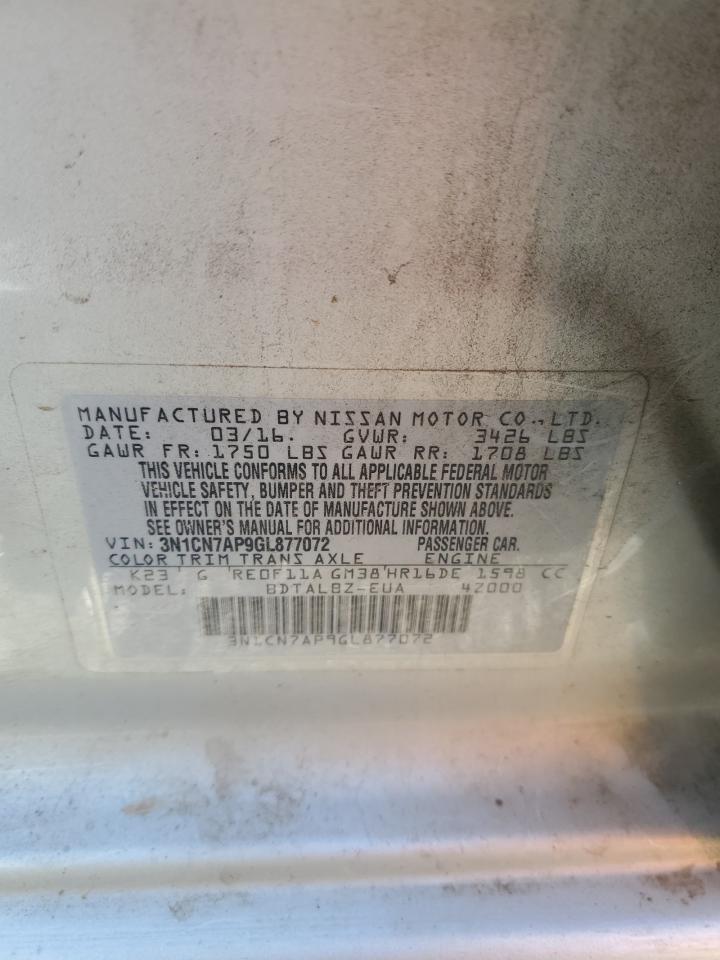 MANUFACTURED BY NISSAN MOTOR CO., LTD.
DATE: 03/16. GVWR: 3426 LBS
GAWR FR: 1750 LBS GAWR RR: 1708 LBS
THIS VEHICLE CONFORMS TO ALL APPLICABLE FEDERAL MOTOR
VEHICLE SAFETY, BUMPER AND THEFT PREVENTION STANDARDS
IN EFFECT ON THE DATE OF MANUFACTURE SHOWN ABOVE.
SEE OWNER'S MANUAL FOR ADDITIONAL INFORMATION.
VIN: 3N1CN7AP9GL877072 PASSENGER CAR.
COLOR TRIM TRANS AXLE ENGINE
K23 G RE0F11A GM38 HR16DE 1598 CC
MODEL: BDTALBZ-EUA 42000
3N1CN7AP9GL877072